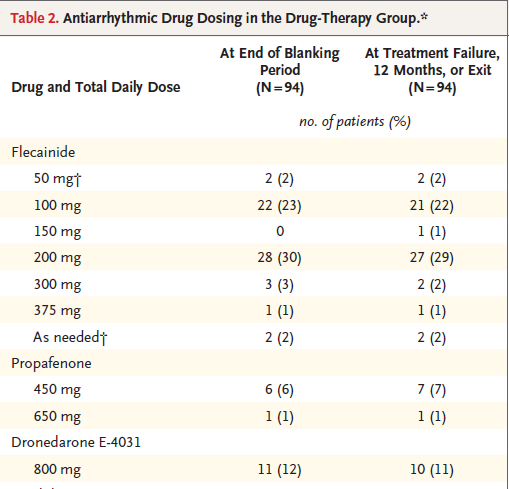 Table 2. Antiarrhythmic Drug Dosing in the Drug-Therapy Group.*
Drug and Total Daily Dose At End of Blanking Period (N=94) At Treatment Failure, 12 Months, or Exit (N=94)
no. of patients (%)
Flecainide
50 mg† 2 (2) 2 (2)
100 mg 22 (23) 21 (22)
150 mg 0 1 (1)
200 mg 28 (30) 27 (29)
300 mg 3 (3) 2 (2)
375 mg 1 (1) 1 (1)
As needed† 2 (2) 2 (2)
Propafenone
450 mg 6 (6) 7 (7)
650 mg 1 (1) 1 (1)
Dronedarone E-4031
800 mg 11 (12) 10 (11)